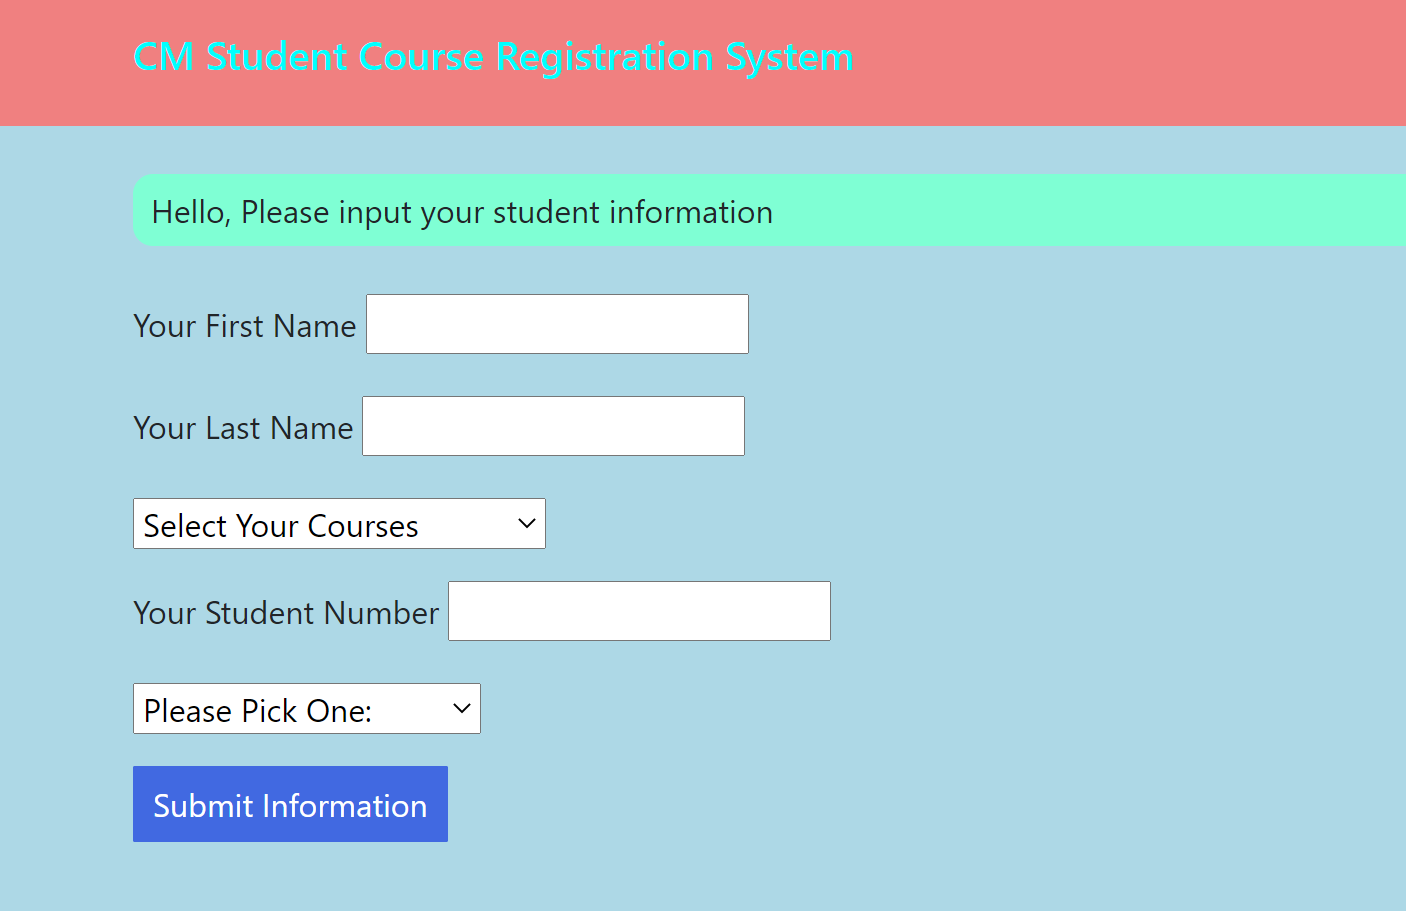 CM Student Course Registration System
Hello, Please input your student information
Your First Name
Your Last Name
Select Your Courses
Your Student Number
Please Pick One:
Submit Information